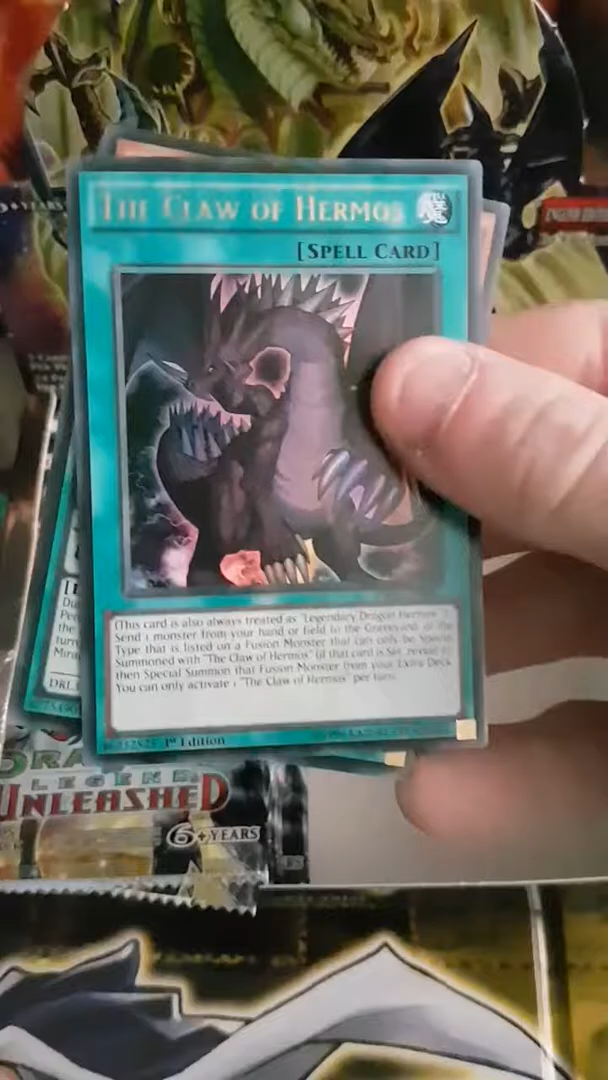 THE CLAW OF HERMOS
[SPELL CARD]
(This card is also always treated as "Legendary Dragon Hermos".)
Send 1 monster from your hand or field to the Graveyard, of the
Type that is listed on a Fusion Monster that can only be Special
Summoned with "The Claw of Hermos" (if that card is Set, reveal it),
then Special Summon that Fusion Monster from your Extra Deck.
You can only activate 1 "The Claw of Hermos" per turn.
1st Edition
the
DRL
LEGEND
UNLEASHED
6+YEARS